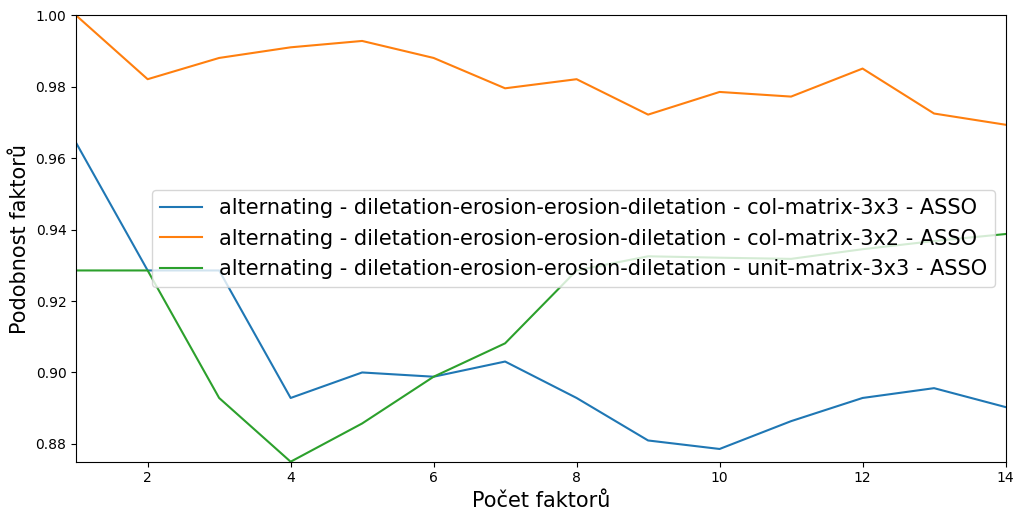 1.00
0.98
0.96
0.94
0.92
0.90
0.88
Podobnost faktorů
alternating - diletation-erosion-erosion-diletation - col-matrix-3x3 - ASSO
alternating - diletation-erosion-erosion-diletation - col-matrix-3x2 - ASSO
alternating - diletation-erosion-erosion-diletation - unit-matrix-3x3 - ASSO
2 4 6 8 10 12 14
Počet faktorů